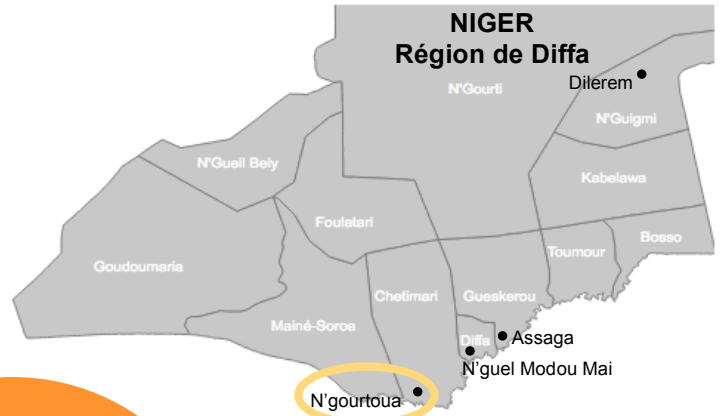 NIGER
Région de Diffa
N'Gourti
Dilerem
N'Guigmi
N'Gueil Bely
Kabelawa
Foulatari
Bosso
Toumour
Goudoumaria
Chetimari
Gueskerou
Mainé-Soroa
Diffa
Assaga
N'guel Modou Mai
N'gourtoua